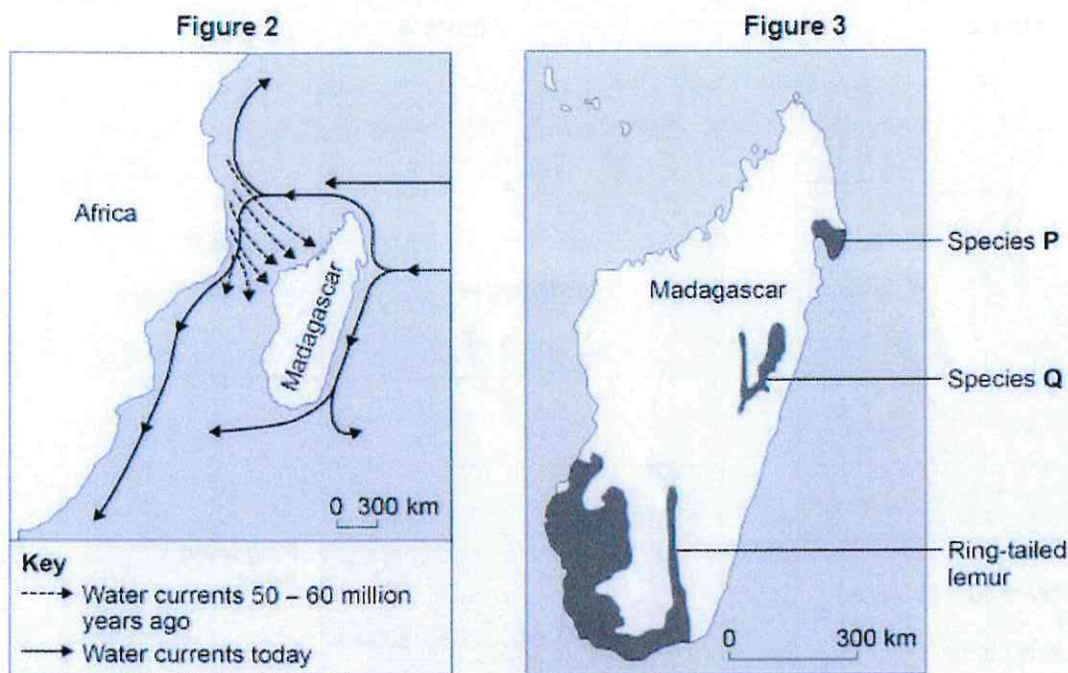 Figure 2
Africa
Madagascar
0 300 km
Key
Water currents 50 – 60 million
years ago
Water currents today
Figure 3
Species P
Madagascar
Species Q
Ring-tailed
lemur
0 300 km